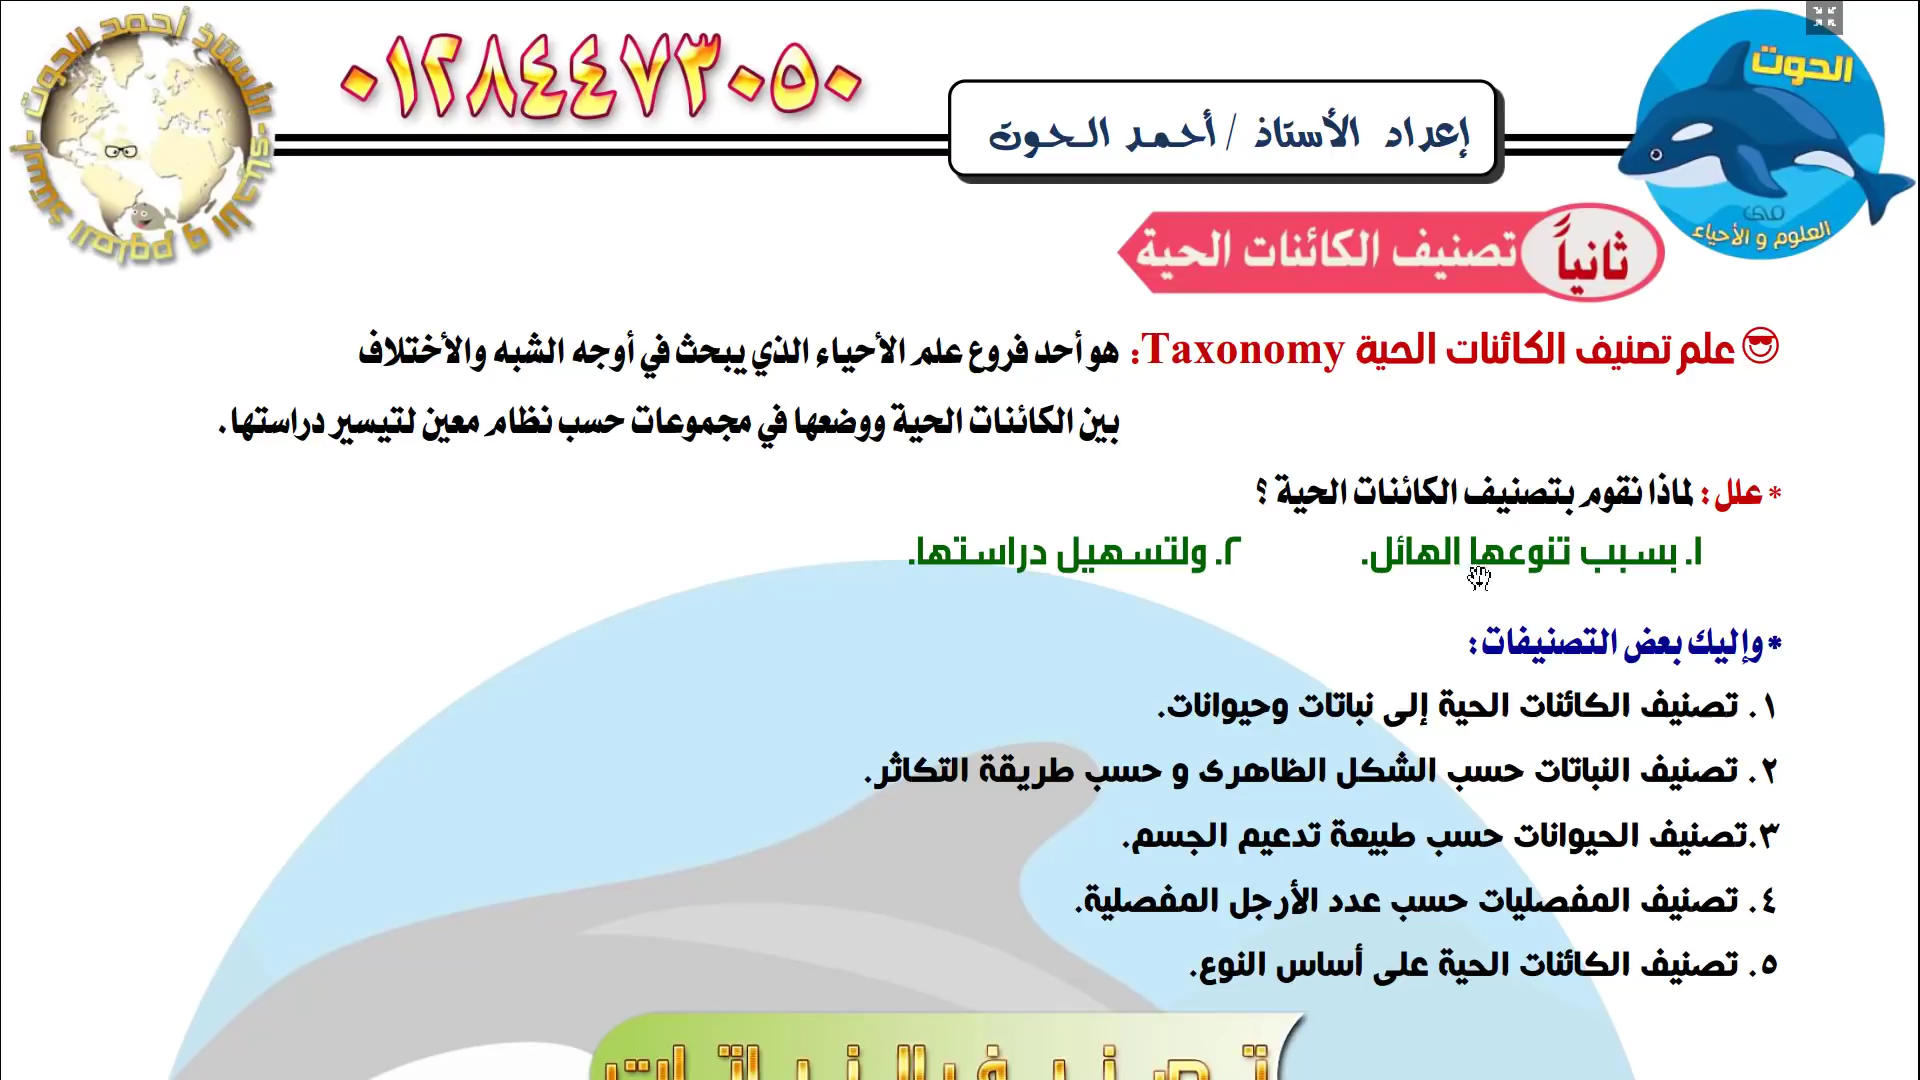 ٠١٢٨٤٤٧٣٠٥٠
الحوت
فى
العلوم و الأحياء
إعداد الأستاذ / أحمد الحوت
ثانياً تصنيف الكائنات الحية
علم تصنيف الكائنات الحية Taxonomy: هو أحد فروع علم الأحياء الذي يبحث في أوجه الشبه والأختلاف
بين الكائنات الحية ووضعها في مجموعات حسب نظام معين لتيسير دراستها.
* علل: لماذا نقوم بتصنيف الكائنات الحية ؟
١. بسبب تنوعها الهائل. ٢. ولتسهيل دراستها.
*وإليك بعض التصنيفات:
١. تصنيف الكائنات الحية إلى نباتات وحيوانات.
٢. تصنيف النباتات حسب الشكل الظاهرى و حسب طريقة التكاثر.
٣.تصنيف الحيوانات حسب طبيعة تدعيم الجسم.
٤. تصنيف المفصليات حسب عدد الأرجل المفصلية.
٥. تصنيف الكائنات الحية على أساس النوع.
تصنيف النباتات